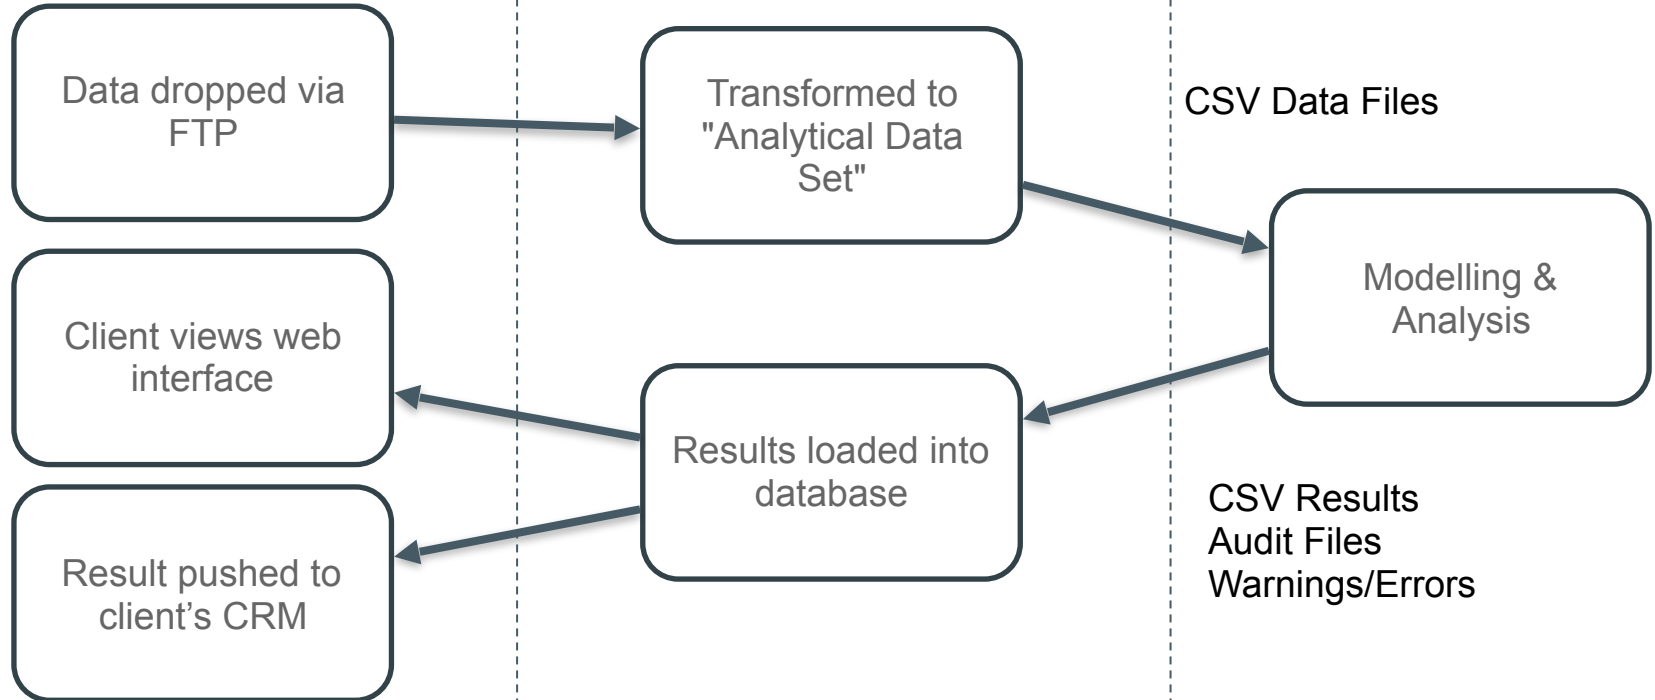 Data dropped via
FTP
Transformed to
"Analytical Data
Set"
CSV Data Files
Modelling &
Analysis
Client views web
interface
Results loaded into
database
Result pushed to
client’s CRM
CSV Results
Audit Files
Warnings/Errors